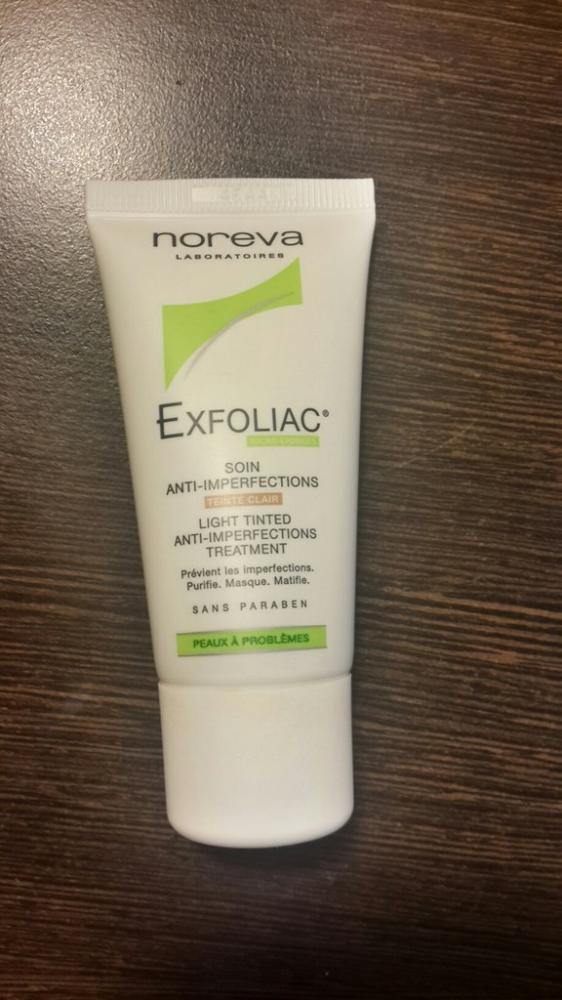 noreva
LABORATOIRES
EXFOLIAC®
SOIN
ANTI-IMPERFECTIONS
TEINTE CLAIR
LIGHT TINTED
ANTI-IMPERFECTIONS
TREATMENT
Prévient les imperfections.
Purifie. Masque. Matifie.
SANS PARABEN
PEAUX À PROBLÈMES